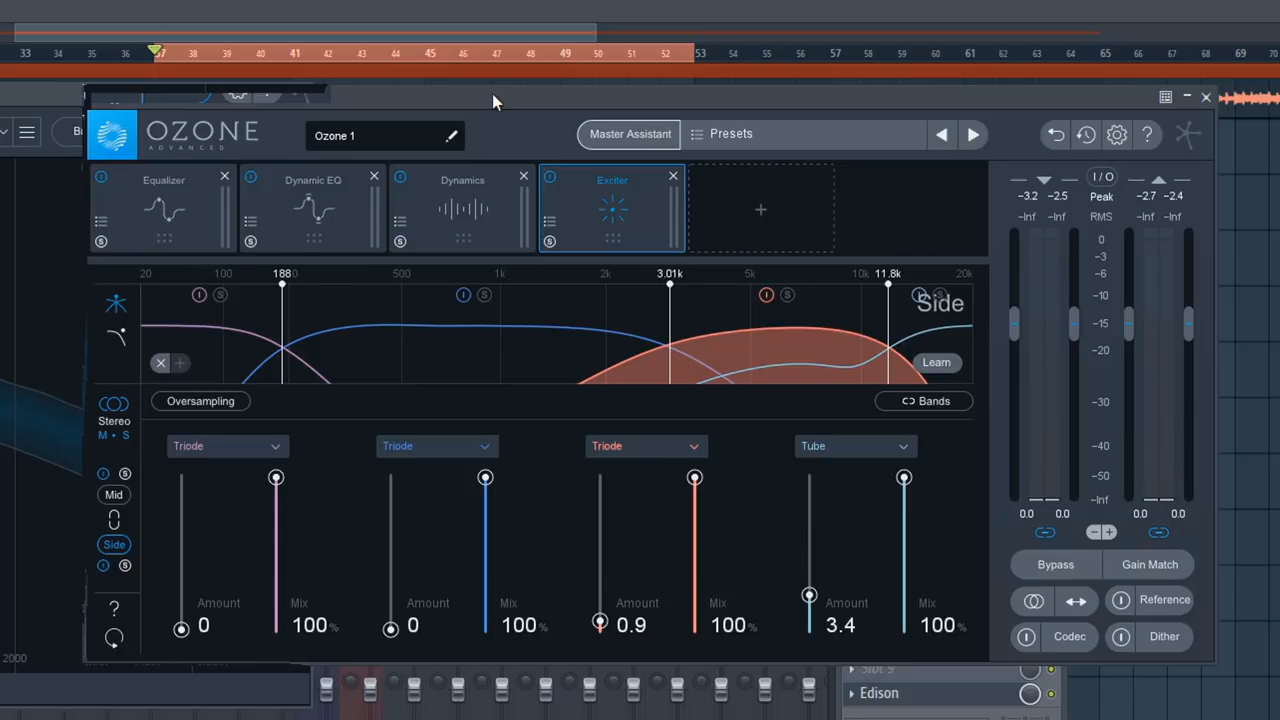 33 34 35 36 37 38 39 40 41 42 43 44 45 46 47 48 49 50 51 52 53 54 55 56 57 58 59 60 61 62 63 64 65 66 67 68 69 70
OZONE
ADVANCED
Ozone 1
Master Assistant
Presets
I / O
Equalizer
Dynamic EQ
Dynamics
Exciter
S S S S
-3.2 -2.5 Peak -2.7 -2.4
-Inf -Inf RMS -Inf -Inf
20 100 188 500 1k 2k 3.01k 5k 10k 11.8k 20k
Side
Learn
0
-3
-6
-10
-15
-20
-30
-40
-50
-Inf
0.0 0.0 0.0 0.0
Stereo
M • S
Oversampling
Bands
Triode Triode Triode Tube
S
Mid
Side
S
Amount Mix Amount Mix Amount Mix Amount Mix
0 100 % 0 100 % 0.9 100 % 3.4 100 %
Bypass
Gain Match
Reference
Codec
Dither
2000
Slot 9
Edison